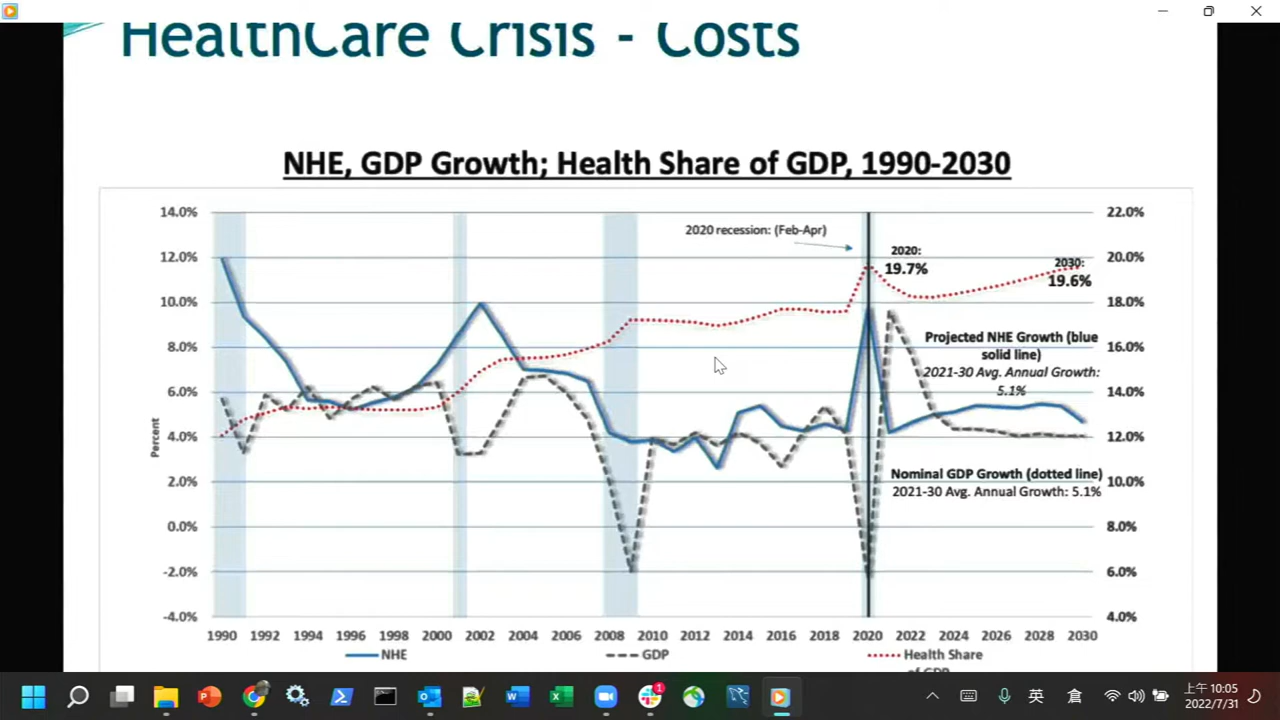 HealthCare Crisis - Costs
NHE, GDP Growth; Health Share of GDP, 1990-2030
14.0%
12.0%
10.0%
8.0%
6.0%
4.0%
2.0%
0.0%
-2.0%
-4.0%
Percent
22.0%
20.0%
18.0%
16.0%
14.0%
12.0%
10.0%
8.0%
6.0%
4.0%
2020 recession: (Feb-Apr)
2020:
19.7%
2030:
19.6%
Projected NHE Growth (blue
solid line)
2021-30 Avg. Annual Growth:
5.1%
Nominal GDP Growth (dotted line)
2021-30 Avg. Annual Growth: 5.1%
1990 1992 1994 1996 1998 2000 2002 2004 2006 2008 2010 2012 2014 2016 2018 2020 2022 2024 2026 2028 2030
NHE GDP Health Share
of GDP
英 上午 10:05
2022/7/31